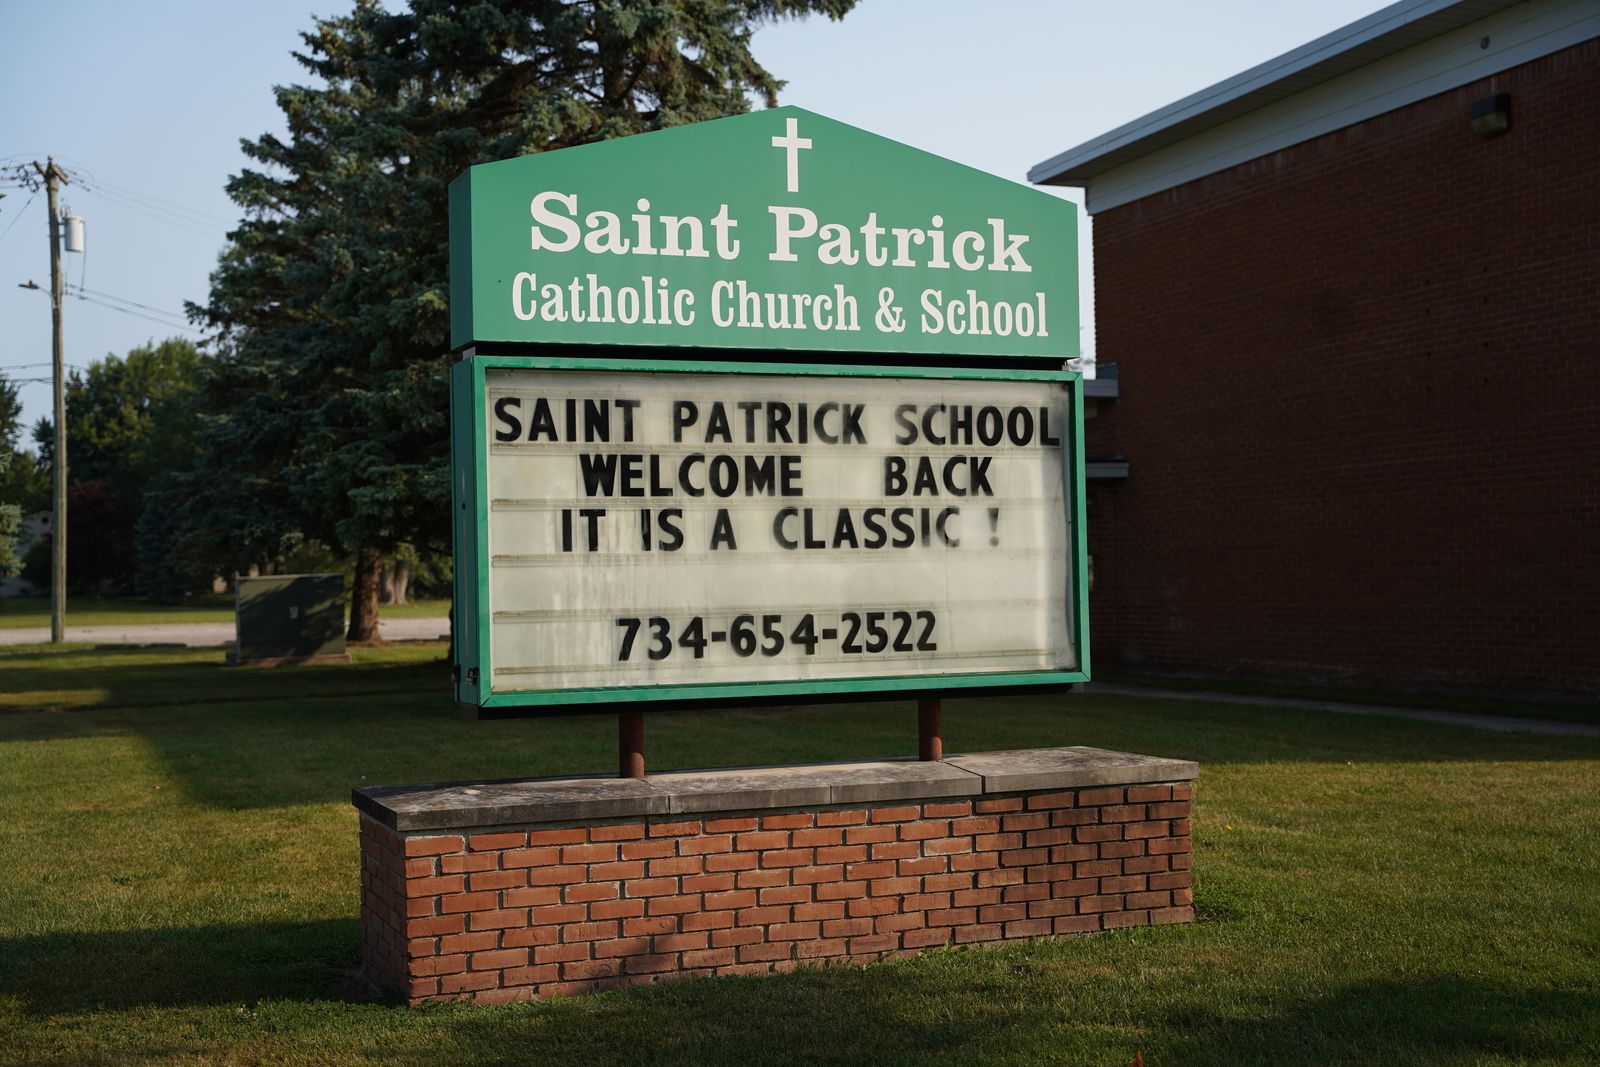 Saint Patrick
Catholic Church & School
SAINT PATRICK SCHOOL
WELCOME BACK
IT IS A CLASSIC !
734-654-2522